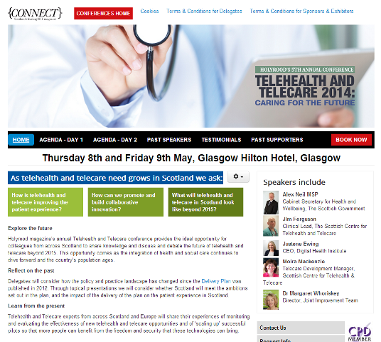 {CONNECT}
CONFERENCES HOME
Cookies
Terms & Conditions for Delegates
Terms & Conditions for Sponsors & Exhibitors
HOLYROOD'S 5TH ANNUAL CONFERENCE
TELEHEALTH AND
TELECARE 2014:
CARING FOR THE FUTURE
HOME
AGENDA - DAY 1
AGENDA - DAY 2
PAST SPEAKERS
TESTIMONIALS
PAST SUPPORTERS
BOOK NOW
Thursday 8th and Friday 9th May, Glasgow Hilton Hotel, Glasgow
As telehealth and telecare need grows in Scotland we ask:
How is telehealth and
telecare improving the
patient experience?
How can we promote and
build collaborative
innovation?
What will telehealth and
telecare in Scotland look
like beyond 2015?
Explore the future
Holyrood magazine's annual Telehealth and Telecare conference provides the ideal opportunity for
colleagues from across Scotland to share knowledge and discuss and debate the future of telehealth and
telecare beyond 2015. This opportunity comes as the integration of health and social care continues to
drive forward and the country's population ages.
Reflect on the past
Delegates will consider how the policy and practice landscape has changed since the Delivery Plan was
published in 2012. Through topical presentations we will consider whether Scotland will meet the ambitions
set out in the plan, and the impact of the delivery of the plan on the patient experience in Scotland.
Learn from the present
Telehealth and Telecare experts from across Scotland and Europe will share their experiences of monitoring
and evaluating the effectiveness of new telehealth and telecare opportunities and of 'scaling up' successful
pilots so that more people can benefit from the freedom and security that these technologies can bring.
Speakers include
Alex Neil MSP
Cabinet Secretary for Health and
Wellbeing, The Scottish Government
Jim Ferguson
Clinical Lead, The Scottish Centre for
Telehealth and Telecare
Justene Ewing
CEO, Digital Health Institute
Moira Mackenzie
Telecare Development Manager,
Scottish Centre for Telehealth &
Telecare
Dr Margaret Whoriskey
Director, Joint Improvement Team
Contact Us
Request Info
CPD
MEMBER